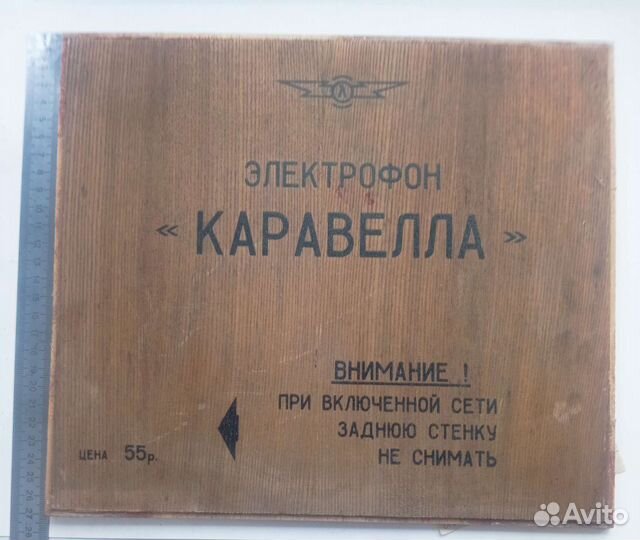 ЭЛЕКТРОФОН
« КАРАВЕЛЛА »
ВНИМАНИЕ !
ПРИ ВКЛЮЧЕННОЙ СЕТИ
ЗАДНЮЮ СТЕНКУ
НЕ СНИМАТЬ
ЦЕНА 55р.
Avito